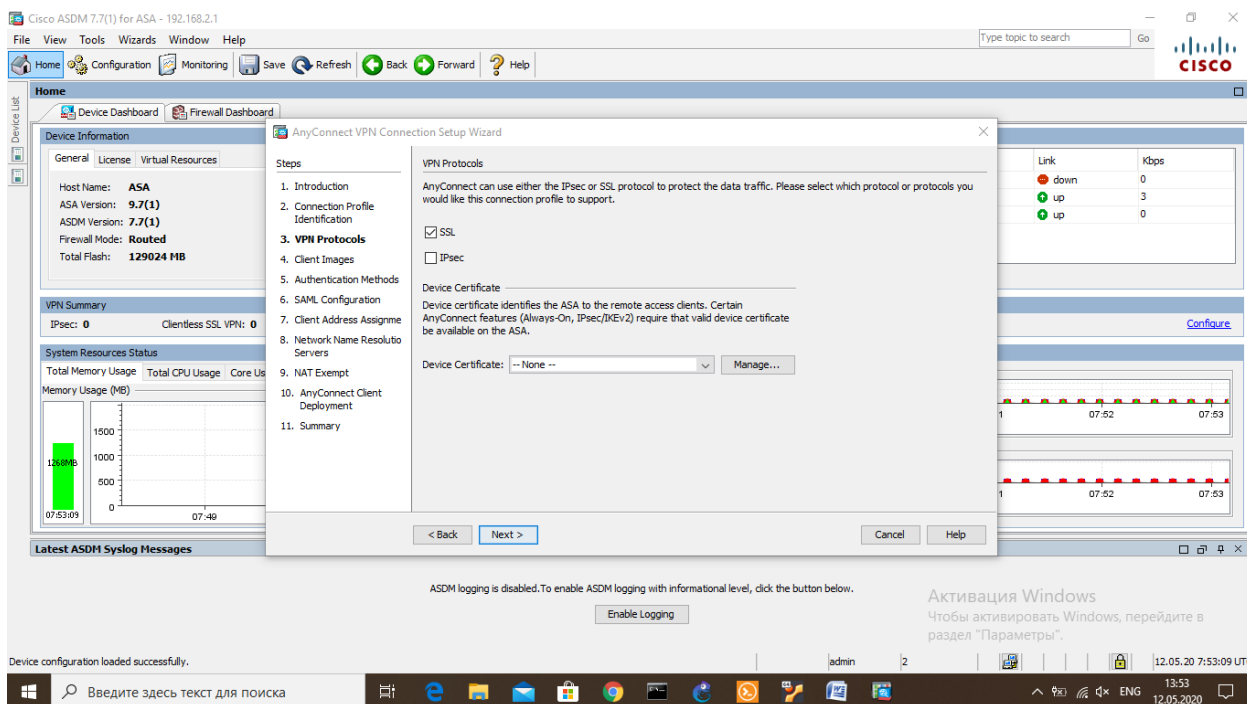 Cisco ASDM 7.7(1) for ASA - 192.168.2.1
File View Tools Wizards Window Help
Type topic to search Go
Home Configuration Monitoring Save Refresh Back Forward Help
CISCO
Device List
Home
Device Dashboard Firewall Dashboard
Device Information
General License Virtual Resources
Host Name: ASA
ASA Version: 9.7(1)
ASDM Version: 7.7(1)
Firewall Mode: Routed
Total Flash: 129024 MB
VPN Summary
IPsec: 0 Clientless SSL VPN: 0
System Resources Status
Total Memory Usage Total CPU Usage Core Us
Memory Usage (MB)
1500
1000
500
0
1268MB
07:53:09
07:49
AnyConnect VPN Connection Setup Wizard
Steps
1. Introduction
2. Connection Profile
Identification
3. VPN Protocols
4. Client Images
5. Authentication Methods
6. SAML Configuration
7. Client Address Assignme
8. Network Name Resolutio
Servers
9. NAT Exempt
10. AnyConnect Client
Deployment
11. Summary
VPN Protocols
AnyConnect can use either the IPsec or SSL protocol to protect the data traffic. Please select which protocol or protocols you
would like this connection profile to support.
SSL
IPsec
Device Certificate
Device certificate identifies the ASA to the remote access clients. Certain
AnyConnect features (Always-On, IPsec/IKEv2) require that valid device certificate
be available on the ASA.
Device Certificate: -- None -- Manage...
< Back Next > Cancel Help
Link Kbps
down 0
up 3
up 0
Configure
1 07:52 07:53
1 07:52 07:53
Latest ASDM Syslog Messages
ASDM logging is disabled.To enable ASDM logging with informational level, click the button below.
Enable Logging
Активация Windows
Чтобы активировать Windows, перейдите в
раздел "Параметры".
Device configuration loaded successfully.
admin 2 12.05.20 7:53:09 UT
Введите здесь текст для поиска
ENG
13:53
12.05.2020